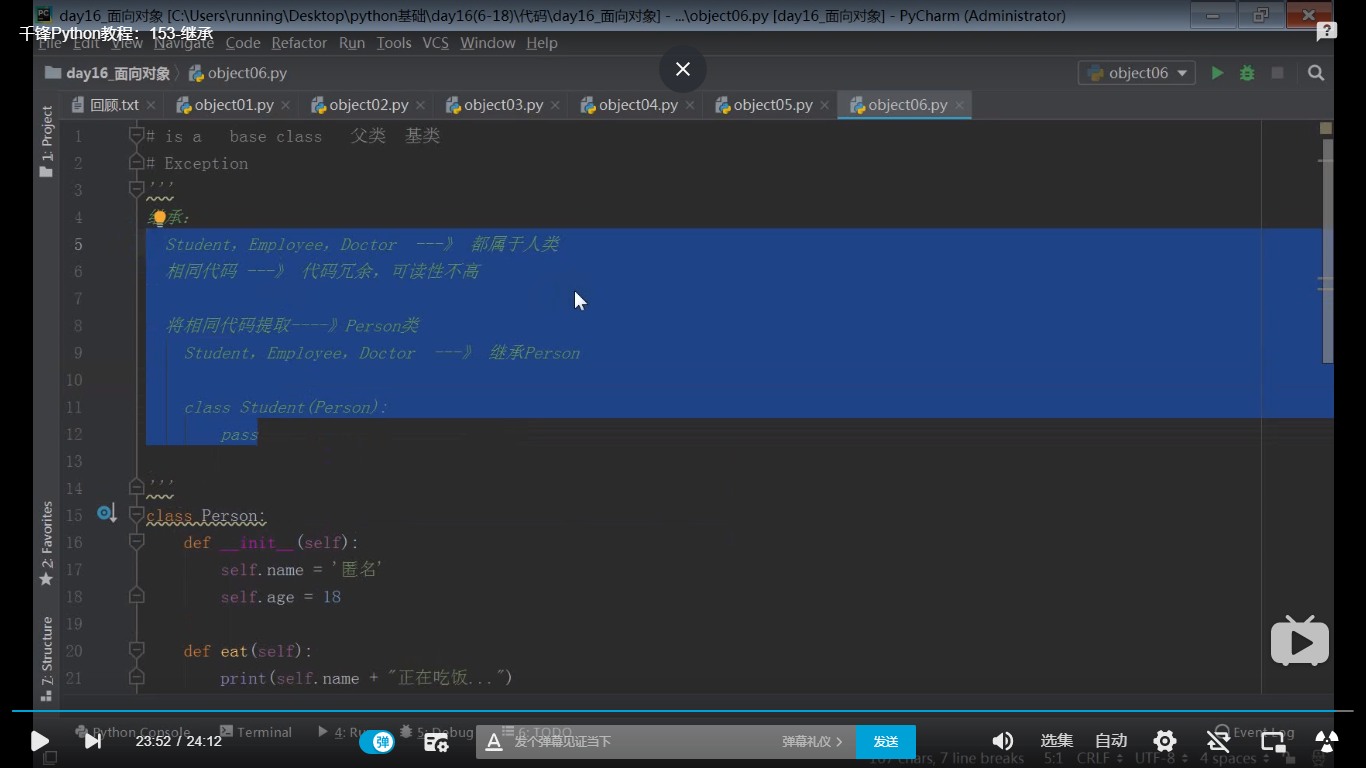 day16_面向对象 [C:\Users\running\Desktop\python基础\day16(6-18)\代码\day16_面向对象] - ...\object06.py [day16_面向对象] - PyCharm (Administrator)
千锋Python教程：153-继承
File Edit View Navigate Code Refactor Run Tools VCS Window Help
day16_面向对象 object06.py
object06
回顾.txt object01.py object02.py object03.py object04.py object05.py object06.py
1: Project
1 # is a base class 父类 基类
2 # Exception
3 '''
4 继承:
5 Student, Employee, Doctor ---》 都属于人类
6 相同代码 ---》 代码冗余，可读性不高
7
8 将相同代码提取----》Person类
9 Student, Employee, Doctor ---》 继承Person
10
11 class Student(Person):
12 pass
13
14 '''
15 class Person:
16 def __init__(self):
17 self.name = '匿名'
18 self.age = 18
19
20 def eat(self):
21 print(self.name + "正在吃饭...")
2: Favorites
7: Structure
Python Console Terminal 4: Run 5: Debug 6: TODO Event Log
23:52 / 24:12 弹 发个弹幕见证当下 弹幕礼仪 发送 选集 自动
167 chars, 7 line breaks 5:1 CRLF UTF-8 4 spaces